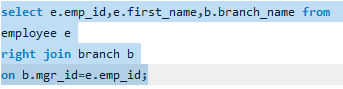 select e.emp_id,e.first_name,b.branch_name from
employee e
right join branch b
on b.mgr_id=e.emp_id;